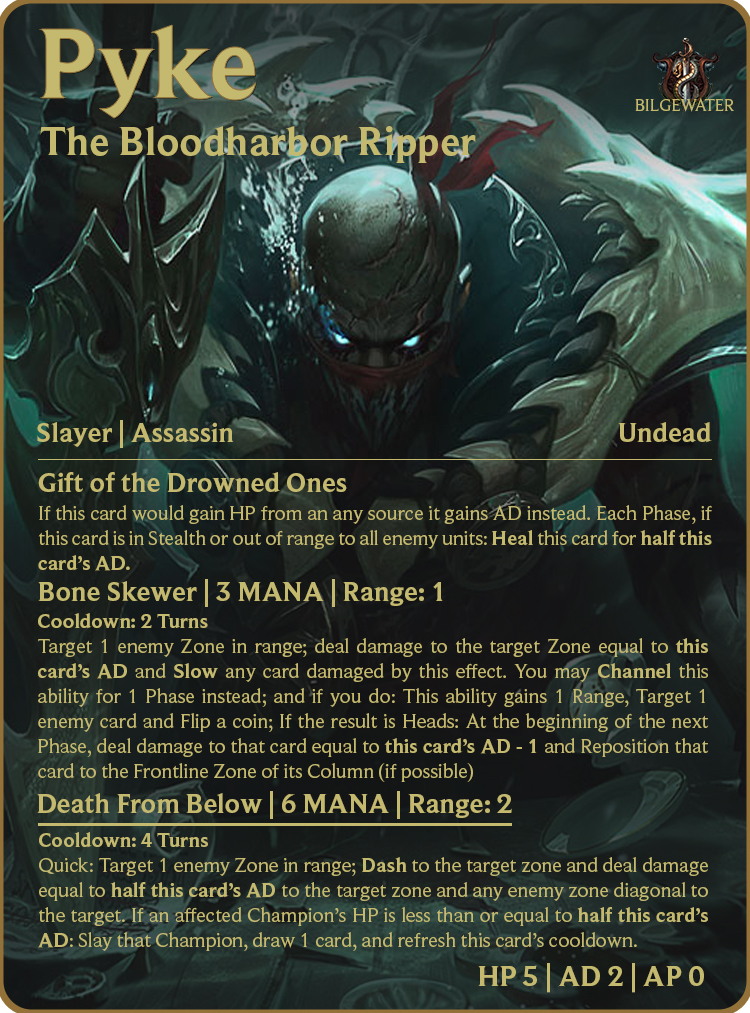 Pyke
BILGEWATER
The Bloodharbor Ripper
Slayer | Assassin
Undead
Gift of the Drowned Ones
If this card would gain HP from an any source it gains AD instead. Each Phase, if
this card is in Stealth or out of range to all enemy units: Heal this card for half this
card's AD.
Bone Skewer | 3 MANA | Range: 1
Cooldown: 2 Turns
Target 1 enemy Zone in range; deal damage to the target Zone equal to this
card's AD and Slow any card damaged by this effect. You may Channel this
ability for 1 Phase instead; and if you do: This ability gains 1 Range, Target 1
enemy card and Flip a coin; If the result is Heads: At the beginning of the next
Phase, deal damage to that card equal to this card's AD - 1 and Reposition that
card to the Frontline Zone of its Column (if possible)
Death From Below | 6 MANA | Range: 2
Cooldown: 4 Turns
Quick: Target 1 enemy Zone in range; Dash to the target zone and deal damage
equal to half this card's AD to the target zone and any enemy zone diagonal to
the target. If an affected Champion's HP is less than or equal to half this card's
AD: Slay that Champion, draw 1 card, and refresh this card's cooldown.
HP 5 | AD 2 | AP 0